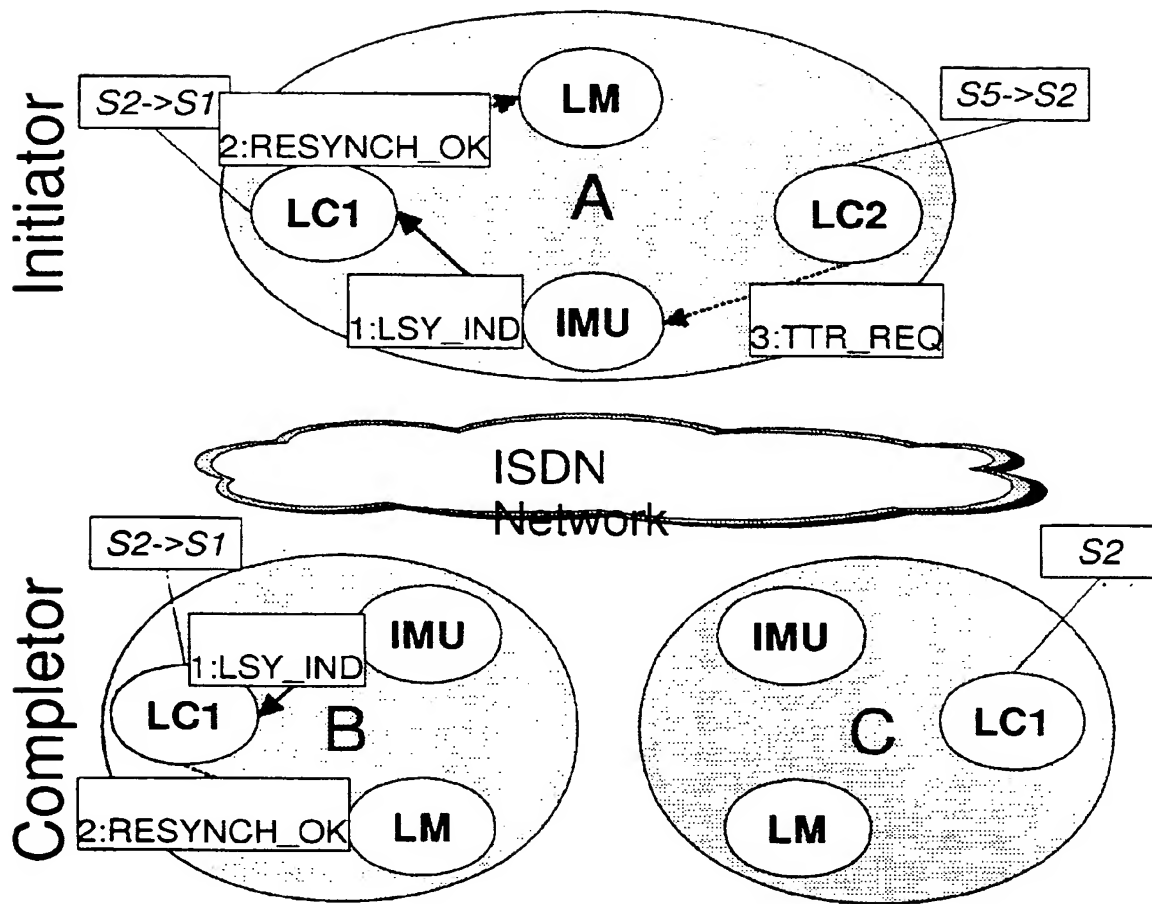 Initiator
S2->S1
2:RESYNCH_OK
LM
S5->S2
LC1
A
LC2
1:LSY_IND
IMU
3:TTR_REQ
ISDN
Network
Completor
S2->S1
S2
1:LSY_IND
IMU
LC1
B
2:RESYNCH_OK
LM
IMU
C
LC1
LM